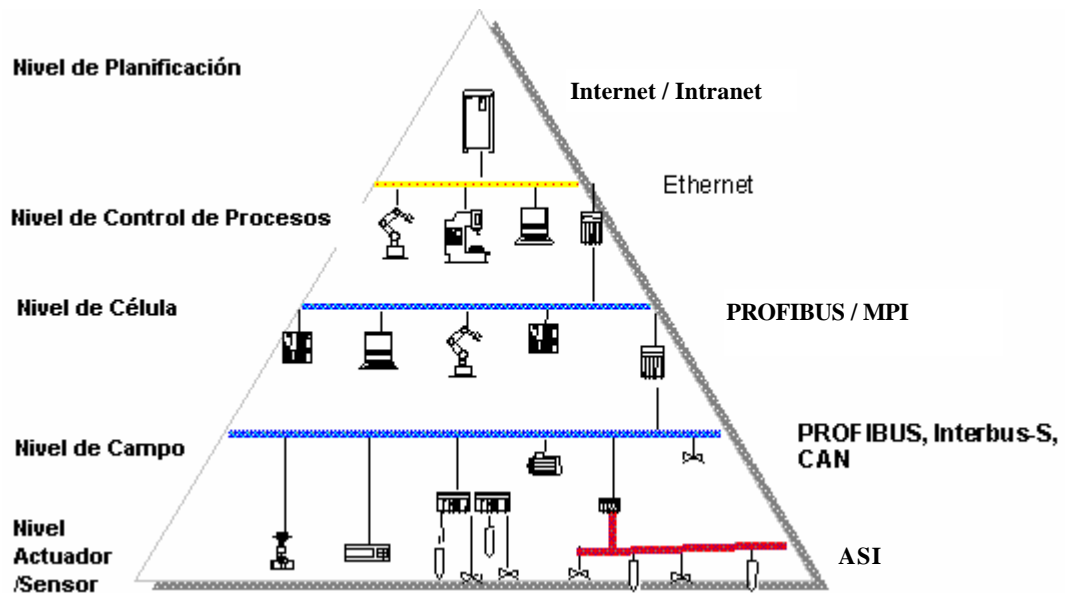 Nivel de Planificación
Internet / Intranet
Ethernet
Nivel de Control de Procesos
Nivel de Célula
PROFIBUS / MPI
Nivel de Campo
PROFIBUS, Interbus-S,
CAN
Nivel
Actuador
/Sensor
ASI